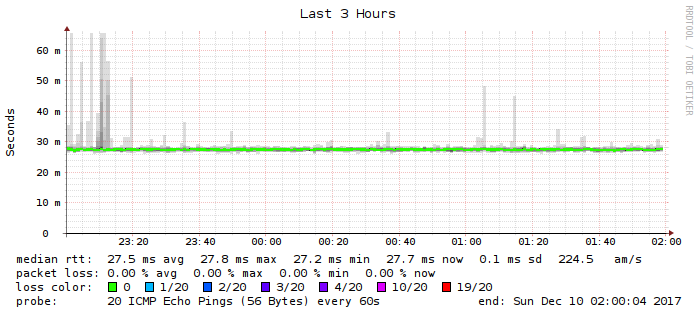 Last 3 Hours
RRDTOOL / TOBI OETIKER
Seconds
60 m
50 m
40 m
30 m
20 m
10 m
0
23:20 23:40 00:00 00:20 00:40 01:00 01:20 01:40 02:00
median rtt: 27.5 ms avg 27.8 ms max 27.2 ms min 27.7 ms now 0.1 ms sd 224.5 am/s
packet loss: 0.00 % avg 0.00 % max 0.00 % min 0.00 % now
loss color: 0 1/20 2/20 3/20 4/20 10/20 19/20
probe: 20 ICMP Echo Pings (56 Bytes) every 60s end: Sun Dec 10 02:00:04 2017